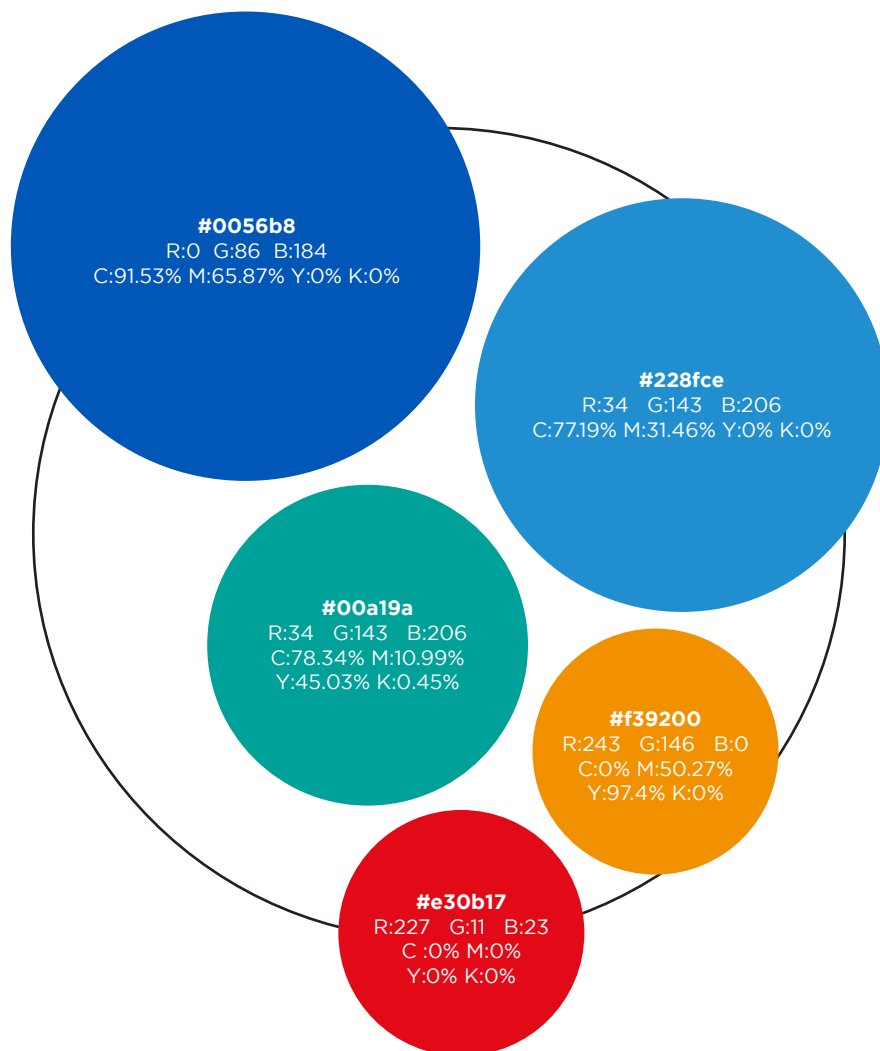 #0056b8
R:0 G:86 B:184
C:91.53% M:65.87% Y:0% K:0%
#228fce
R:34 G:143 B:206
C:77.19% M:31.46% Y:0% K:0%
#00a19a
R:34 G:143 B:206
C:78.34% M:10.99%
Y:45.03% K:0.45%
#f39200
R:243 G:146 B:0
C:0% M:50.27%
Y:97.4% K:0%
#e30b17
R:227 G:11 B:23
C :0% M:0%
Y:0% K:0%